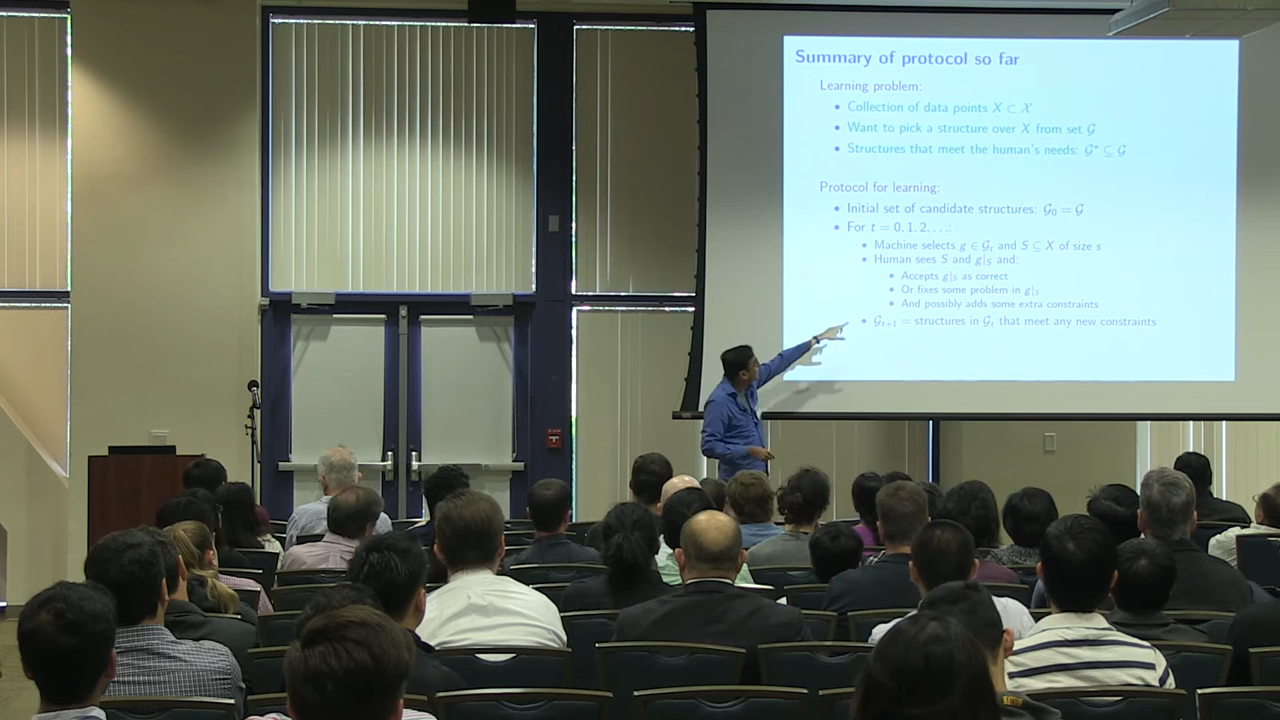 Summary of protocol so far
Learning problem:
• Collection of data points X ⊂ 𝒳
• Want to pick a structure over X from set 𝒢
• Structures that meet the human's needs: 𝒢* ⊆ 𝒢
Protocol for learning:
• Initial set of candidate structures: 𝒢₀ = 𝒢
• For t = 0, 1, 2, . . .:
• Machine selects g ∈ 𝒢ₜ and S ⊆ X of size s
• Human sees S and g|_S and:
• Accepts g|_S as correct
• Or fixes some problem in g|_S
• And possibly adds some extra constraints
• 𝒢ₜ₊₁ = structures in 𝒢ₜ that meet any new constraints